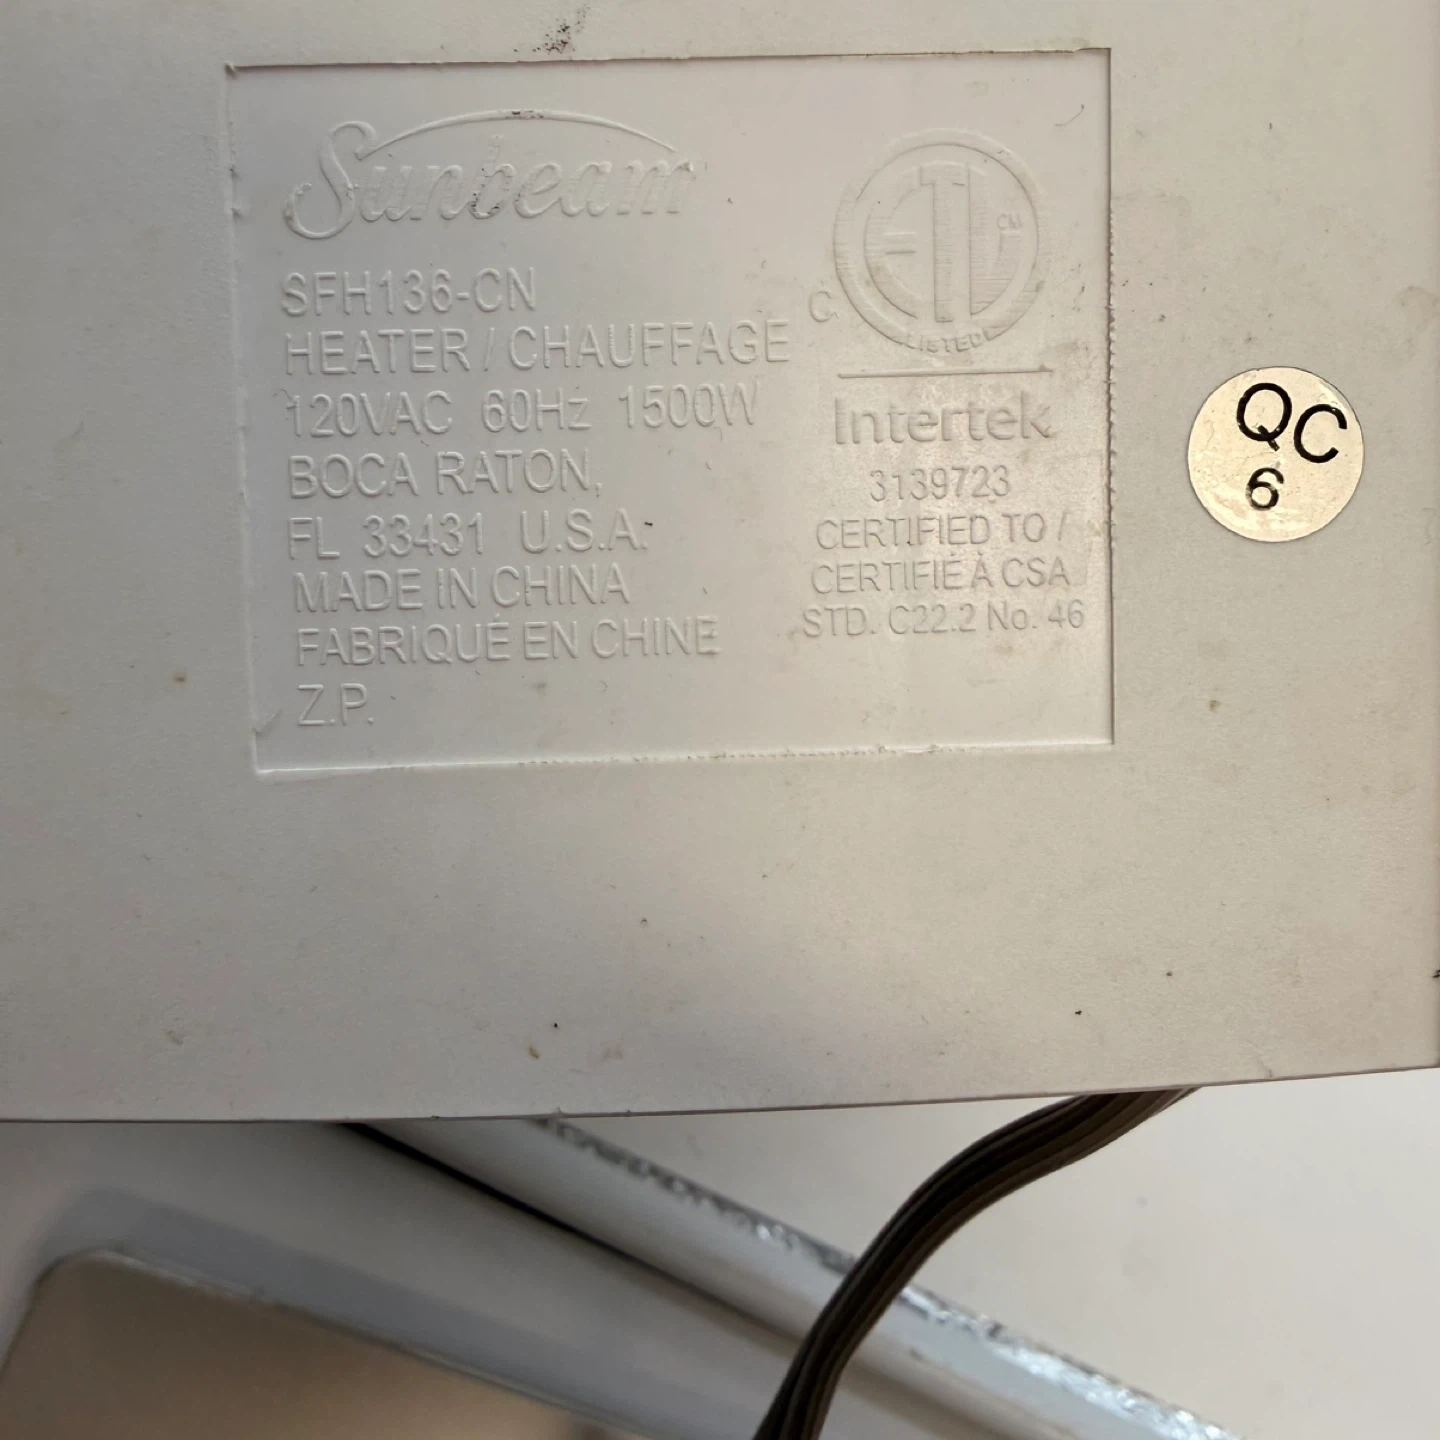 Sunbeam
SFH136-CN
HEATER / CHAUFFAGE
120VAC 60Hz 1500W
BOCA RATON,
FL 33431 U.S.A.
MADE IN CHINA
FABRIQUÉ EN CHINE
Z.P.
C
ETL
CM
LISTED
Intertek
3139723
CERTIFIED TO /
CERTIFIÉ À CSA
STD. C22.2 No. 46
QC
6